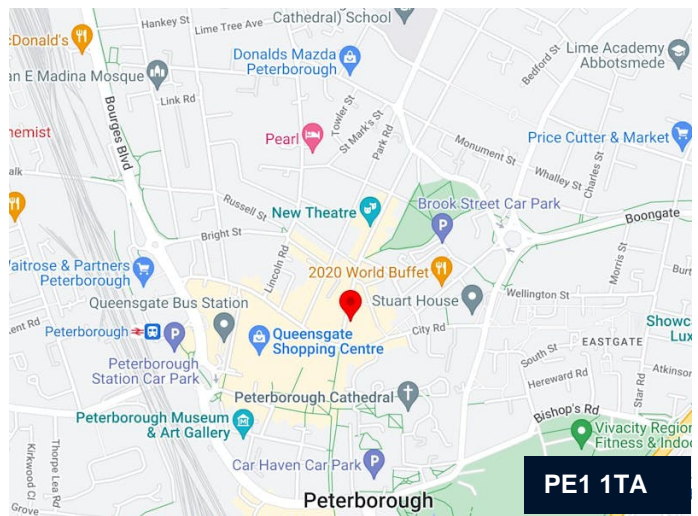 Hankey St
Lime Tree Ave
Cathedral) School
cDonald's
Donalds Mazda
Peterborough
Lime Academy
Abbotsmede
an E Madina Mosque
Link Rd
Bedford St
Bourges Blvd
Towler St
St Mark's St
Park Rd
emist
Pearl
Monument St
Price Cutter & Market
Whalley St
Charles St
alk
Russell St
New Theatre
Brook Street Car Park
Boongate
Bright St
Lincoln Rd
Morris St
Waitrose & Partners
Peterborough
2020 World Buffet
Stuart House
Wellington St
Queensgate Bus Station
City Rd
ent Rd
Peterborough
Queensgate
Shopping Centre
South St
EASTGATE
Showc
Lux
Peterborough
Station Car Park
Hereward Rd
Star Rd
Atkinson
Peterborough Cathedral
Peterborough Museum
& Art Gallery
Bishop's Rd
Vivacity Region
Fitness & Indo
Kirkwood Cl
Thorpe Lea Rd
Car Haven Car Park
Grove
Peterborough
PE1 1TA